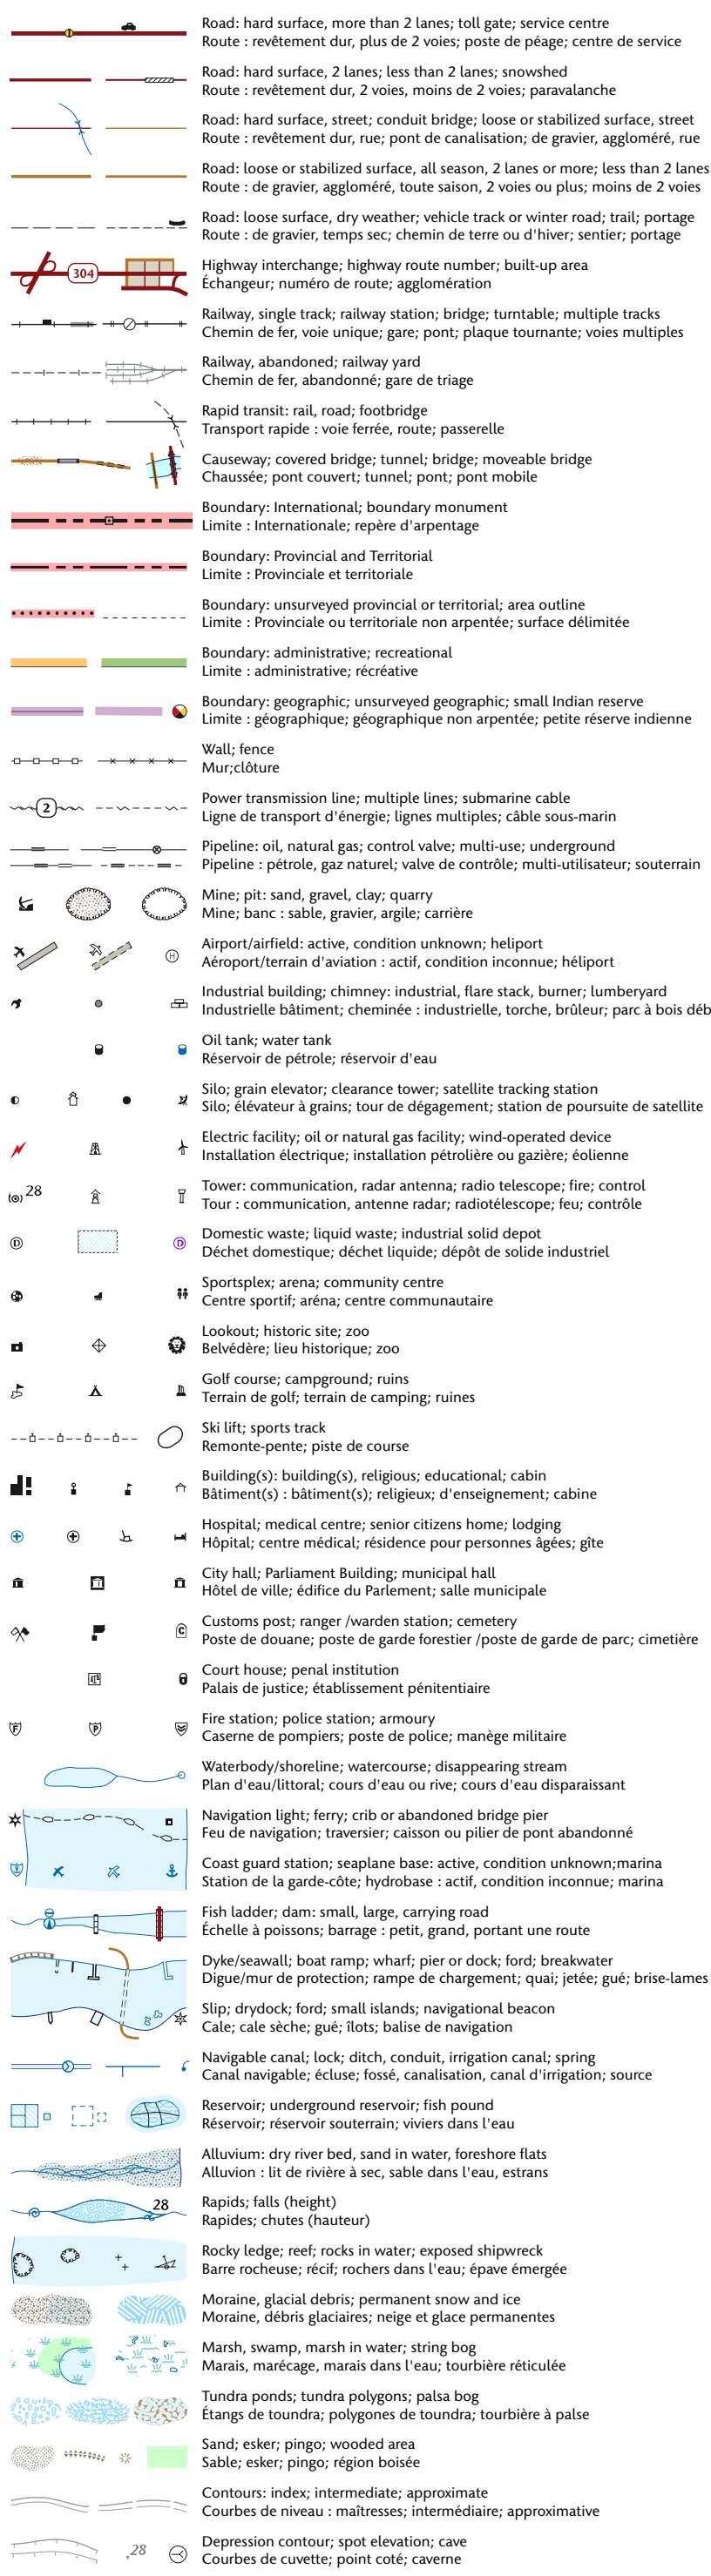 Road: hard surface, more than 2 lanes; toll gate; service centre
Route : revêtement dur, plus de 2 voies; poste de péage; centre de service
Road: hard surface, 2 lanes; less than 2 lanes; snowshed
Route : revêtement dur, 2 voies, moins de 2 voies; paravalanche
Road: hard surface, street; conduit bridge; loose or stabilized surface, street
Route : revêtement dur, rue; pont de canalisation; de gravier, aggloméré, rue
Road: loose or stabilized surface, all season, 2 lanes or more; less than 2 lanes
Route : de gravier, aggloméré, toute saison, 2 voies ou plus; moins de 2 voies
Road: loose surface, dry weather; vehicle track or winter road; trail; portage
Route : de gravier, temps sec; chemin de terre ou d'hiver; sentier; portage
304
Highway interchange; highway route number; built-up area
Échangeur; numéro de route; agglomération
Railway, single track; railway station; bridge; turntable; multiple tracks
Chemin de fer, voie unique; gare; pont; plaque tournante; voies multiples
Railway, abandoned; railway yard
Chemin de fer, abandonné; gare de triage
Rapid transit: rail, road; footbridge
Transport rapide : voie ferrée, route; passerelle
Causeway; covered bridge; tunnel; bridge; moveable bridge
Chaussée; pont couvert; tunnel; pont; pont mobile
Boundary: International; boundary monument
Limite : Internationale; repère d'arpentage
Boundary: Provincial and Territorial
Limite : Provinciale et territoriale
Boundary: unsurveyed provincial or territorial; area outline
Limite : Provinciale ou territoriale non arpentée; surface délimitée
Boundary: administrative; recreational
Limite : administrative; récréative
Boundary: geographic; unsurveyed geographic; small Indian reserve
Limite : géographique; géographique non arpentée; petite réserve indienne
Wall; fence
Mur;clôture
2
Power transmission line; multiple lines; submarine cable
Ligne de transport d'énergie; lignes multiples; câble sous-marin
Pipeline: oil, natural gas; control valve; multi-use; underground
Pipeline : pétrole, gaz naturel; valve de contrôle; multi-utilisateur; souterrain
Mine; pit: sand, gravel, clay; quarry
Mine; banc : sable, gravier, argile; carrière
H
Airport/airfield: active, condition unknown; heliport
Aéroport/terrain d'aviation : actif, condition inconnue; héliport
Industrial building; chimney: industrial, flare stack, burner; lumberyard
Industrielle bâtiment; cheminée : industrielle, torche, brûleur; parc à bois déb
Oil tank; water tank
Réservoir de pétrole; réservoir d'eau
Silo; grain elevator; clearance tower; satellite tracking station
Silo; élévateur à grains; tour de dégagement; station de poursuite de satellite
Electric facility; oil or natural gas facility; wind-operated device
Installation électrique; installation pétrolière ou gazière; éolienne
28
Tower: communication, radar antenna; radio telescope; fire; control
Tour : communication, antenne radar; radiotélescope; feu; contrôle
D
D
Domestic waste; liquid waste; industrial solid depot
Déchet domestique; déchet liquide; dépôt de solide industriel
Sportsplex; arena; community centre
Centre sportif; aréna; centre communautaire
Lookout; historic site; zoo
Belvédère; lieu historique; zoo
Golf course; campground; ruins
Terrain de golf; terrain de camping; ruines
Ski lift; sports track
Remonte-pente; piste de course
Building(s): building(s), religious; educational; cabin
Bâtiment(s) : bâtiment(s); religieux; d'enseignement; cabine
Hospital; medical centre; senior citizens home; lodging
Hôpital; centre médical; résidence pour personnes âgées; gîte
City hall; Parliament Building; municipal hall
Hôtel de ville; édifice du Parlement; salle municipale
C
Customs post; ranger /warden station; cemetery
Poste de douane; poste de garde forestier /poste de garde de parc; cimetière
Court house; penal institution
Palais de justice; établissement pénitentiaire
F
P
Fire station; police station; armoury
Caserne de pompiers; poste de police; manège militaire
Waterbody/shoreline; watercourse; disappearing stream
Plan d'eau/littoral; cours d'eau ou rive; cours d'eau disparaissant
Navigation light; ferry; crib or abandoned bridge pier
Feu de navigation; traversier; caisson ou pilier de pont abandonné
Coast guard station; seaplane base: active, condition unknown;marina
Station de la garde-côte; hydrobase : actif, condition inconnue; marina
Fish ladder; dam: small, large, carrying road
Échelle à poissons; barrage : petit, grand, portant une route
Dyke/seawall; boat ramp; wharf; pier or dock; ford; breakwater
Digue/mur de protection; rampe de chargement; quai; jetée; gué; brise-lames
Slip; drydock; ford; small islands; navigational beacon
Cale; cale sèche; gué; îlots; balise de navigation
Navigable canal; lock; ditch, conduit, irrigation canal; spring
Canal navigable; écluse; fossé, canalisation, canal d'irrigation; source
Reservoir; underground reservoir; fish pound
Réservoir; réservoir souterrain; viviers dans l'eau
Alluvium: dry river bed, sand in water, foreshore flats
Alluvion : lit de rivière à sec, sable dans l'eau, estrans
28
Rapids; falls (height)
Rapides; chutes (hauteur)
Rocky ledge; reef; rocks in water; exposed shipwreck
Barre rocheuse; récif; rochers dans l'eau; épave émergée
Moraine, glacial debris; permanent snow and ice
Moraine, débris glaciaires; neige et glace permanentes
Marsh, swamp, marsh in water; string bog
Marais, marécage, marais dans l'eau; tourbière réticulée
Tundra ponds; tundra polygons; palsa bog
Étangs de toundra; polygones de toundra; tourbière à palse
Sand; esker; pingo; wooded area
Sable; esker; pingo; région boisée
Contours: index; intermediate; approximate
Courbes de niveau : maîtresses; intermédiaire; approximative
.28
Depression contour; spot elevation; cave
Courbes de cuvette; point coté; caverne